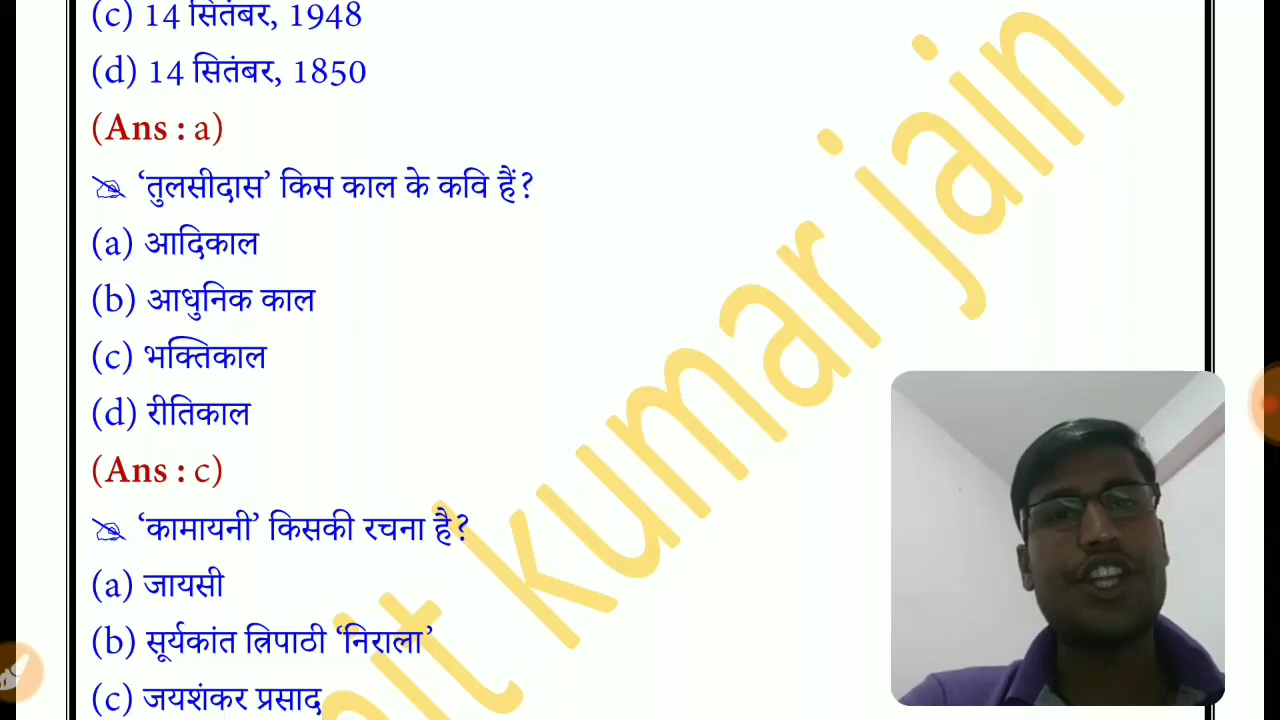 (c) 14 सितंबर, 1948
(d) 14 सितंबर, 1850
(Ans : a)
‘तुलसीदास’ किस काल के कवि हैं?
(a) आदिकाल
(b) आधुनिक काल
(c) भक्तिकाल
(d) रीतिकाल
(Ans : c)
‘कामायनी’ किसकी रचना है?
(a) जायसी
(b) सूर्यकांत त्रिपाठी ‘निराला’
(c) जयशंकर प्रसाद
kumar jain